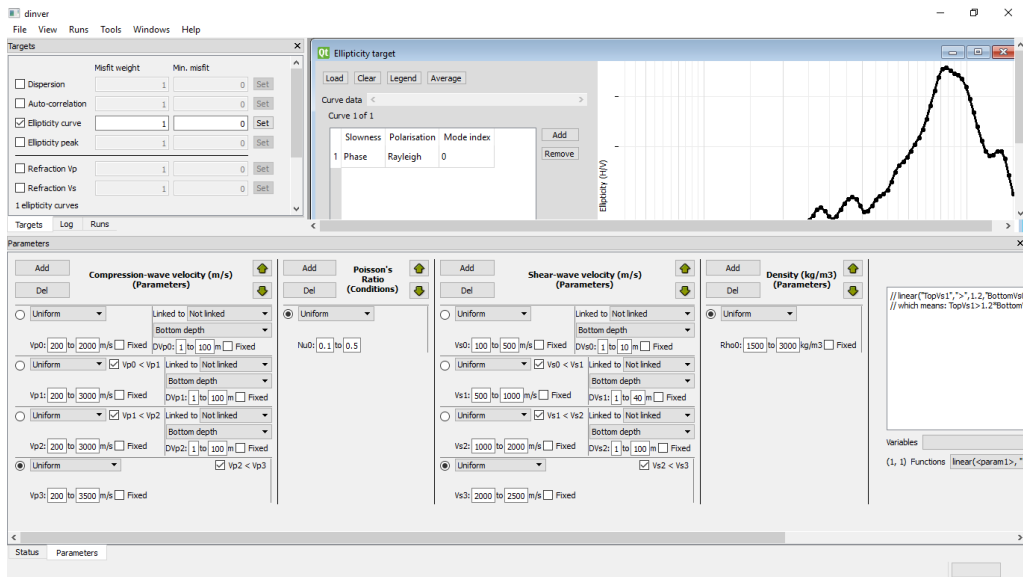 dinver
File View Runs Tools Windows Help
Targets
Misfit weight Min. misfit
Dispersion 1 0 Set
Auto-correlation 1 0 Set
Ellipticity curve 1 0 Set
Ellipticity peak 1 0 Set
Refraction Vp 1 0 Set
Refraction Vs 1 0 Set
1 ellipticity curves
Targets Log Runs
Qt Ellipticity target
Load Clear Legend Average
Curve data
Curve 1 of 1
Slowness Polarisation Mode index
1 Phase Rayleigh 0
Add
Remove
Ellipticity (H/V)
Parameters
Add
Del
Compression-wave velocity (m/s)
(Parameters)
Uniform Linked to Not linked
Bottom depth
Vp0: 200 to 2000 m/s Fixed DVp0: 1 to 100 m Fixed
Uniform Vp0 < Vp1 Linked to Not linked
Bottom depth
Vp1: 200 to 3000 m/s Fixed DVp1: 1 to 100 m Fixed
Uniform Vp1 < Vp2 Linked to Not linked
Bottom depth
Vp2: 200 to 3000 m/s Fixed DVp2: 1 to 100 m Fixed
Uniform Vp2 < Vp3
Vp3: 200 to 3500 m/s Fixed
Add
Del
Poisson's
Ratio
(Conditions)
Uniform
Nu0: 0.1 to 0.5
Add
Del
Shear-wave velocity (m/s)
(Parameters)
Uniform Linked to Not linked
Bottom depth
Vs0: 100 to 500 m/s Fixed DVs0: 1 to 10 m Fixed
Uniform Vs0 < Vs1 Linked to Not linked
Bottom depth
Vs1: 500 to 1000 m/s Fixed DVs1: 1 to 40 m Fixed
Uniform Vs1 < Vs2 Linked to Not linked
Bottom depth
Vs2: 1000 to 2000 m/s Fixed DVs2: 1 to 100 m Fixed
Uniform Vs2 < Vs3
Vs3: 2000 to 2500 m/s Fixed
Add
Del
Density (kg/m3)
(Parameters)
Uniform
Rho0: 1500 to 3000 kg/m3 Fixed
// linear("TopVs1",">",1.2,"BottomVs
// which means: TopVs1>1.2*Bottom
Variables
(1, 1) Functions linear(<param1>, "
Status Parameters